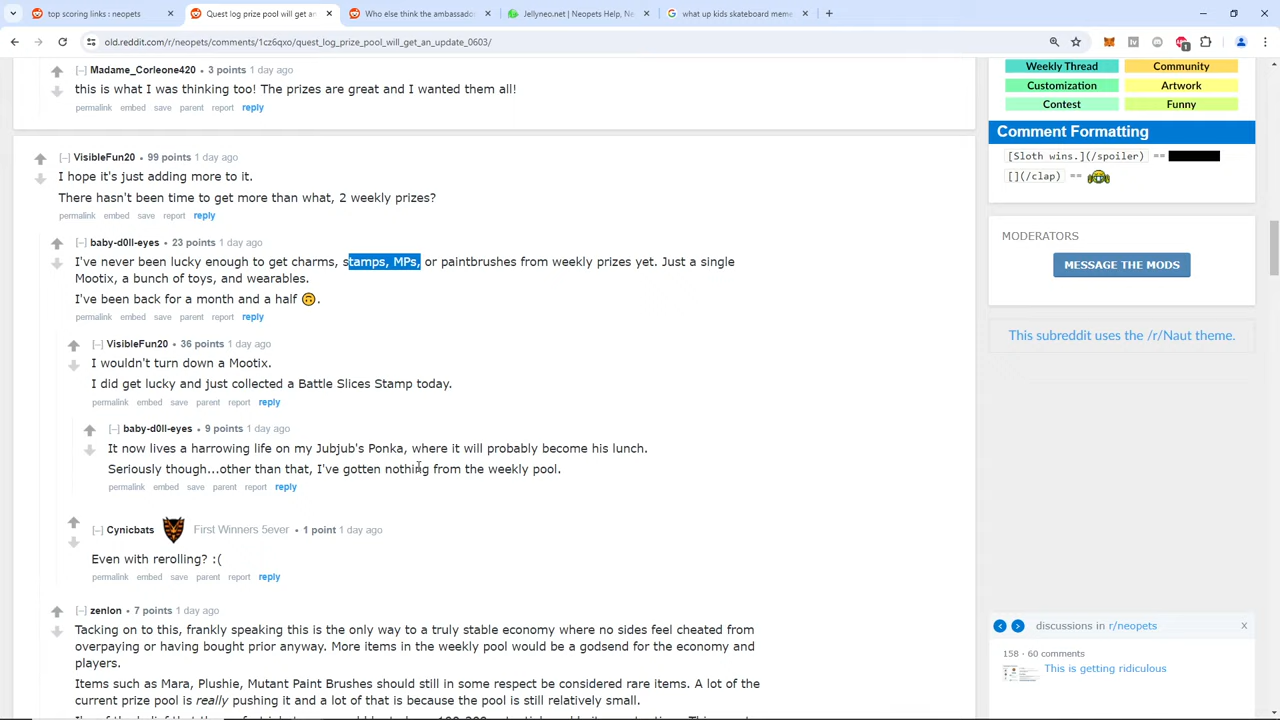 top scoring links : neopets
Quest log prize pool will get an
Who else think the ambassador
Jellyneo.net | Neopets Help, Ne
what up kids skateboard meme
old.reddit.com/r/neopets/comments/1cz6qxo/quest_log_prize_pool_will_get_an_update_0603/
[–] Madame_Corleone420 • 3 points 1 day ago
this is what I was thinking too! The prizes are great and I wanted them all!
permalink embed save parent report reply
[–] VisibleFun20 • 99 points 1 day ago
I hope it's just adding more to it.
There hasn't been time to get more than what, 2 weekly prizes?
permalink embed save report reply
[–] baby-d0ll-eyes • 23 points 1 day ago
I've never been lucky enough to get charms, stamps, MPs, or paintbrushes from weekly prizes yet. Just a single
Mootix, a bunch of toys, and wearables.
I've been back for a month and a half 🙃.
permalink embed save parent report reply
[–] VisibleFun20 • 36 points 1 day ago
I wouldn't turn down a Mootix.
I did get lucky and just collected a Battle Slices Stamp today.
permalink embed save parent report reply
[–] baby-d0ll-eyes • 9 points 1 day ago
It now lives a harrowing life on my Jubjub's Ponka, where it will probably become his lunch.
Seriously though...other than that, I've gotten nothing from the weekly pool.
permalink embed save parent report reply
[–] Cynicbats First Winners 5ever • 1 point 1 day ago
Even with rerolling? :(
permalink embed save parent report reply
[–] zenlon • 7 points 1 day ago
Tacking on to this, frankly speaking this is the only way to a truly stable economy where no sides feel cheated from
overpaying or having bought prior anyway. More items in the weekly pool would be a godsend for the economy and
players.
Items such as Mara, Plushie, Mutant Paint Brushes should still in some respect be considered rare items. A lot of the
current prize pool is really pushing it and a lot of that is because the pool is still relatively small.
Weekly Thread Community
Customization Artwork
Contest Funny
Comment Formatting
[Sloth wins.](/spoiler) ==
[](/clap) ==
MODERATORS
MESSAGE THE MODS
This subreddit uses the /r/Naut theme.
discussions in r/neopets X
158 · 60 comments
This is getting ridiculous